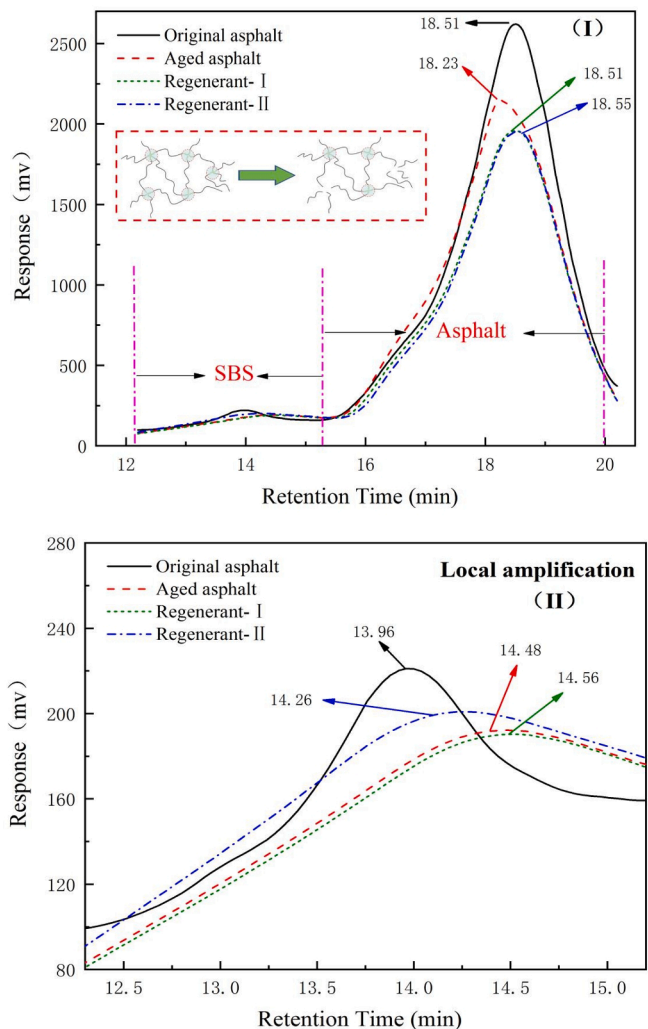 (I)
Original asphalt
Aged asphalt
Regenerant-Ⅰ
Regenerant-Ⅱ
18.51
18.23
18.51
18.55
Asphalt
SBS
Response（mv）
2500
2000
1500
1000
500
0
12 14 16 18 20
Retention Time (min)
Local amplification
（II）
Original asphalt
Aged asphalt
Regenerant-Ⅰ
Regenerant-Ⅱ
13.96
14.48
14.26
14.56
Response（mv）
280
240
200
160
120
80
12.5 13.0 13.5 14.0 14.5 15.0
Retention Time (min)